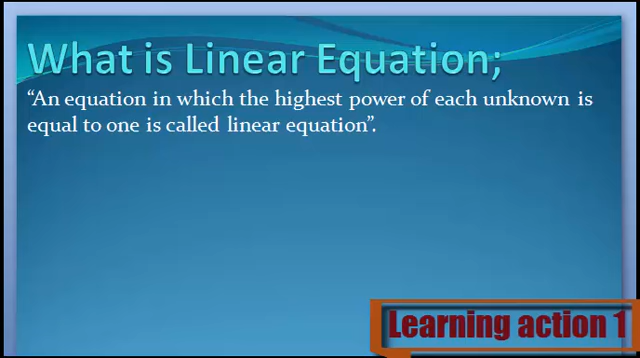 What is Linear Equation;
“An equation in which the highest power of each unknown is
equal to one is called linear equation”.
Learning action 1